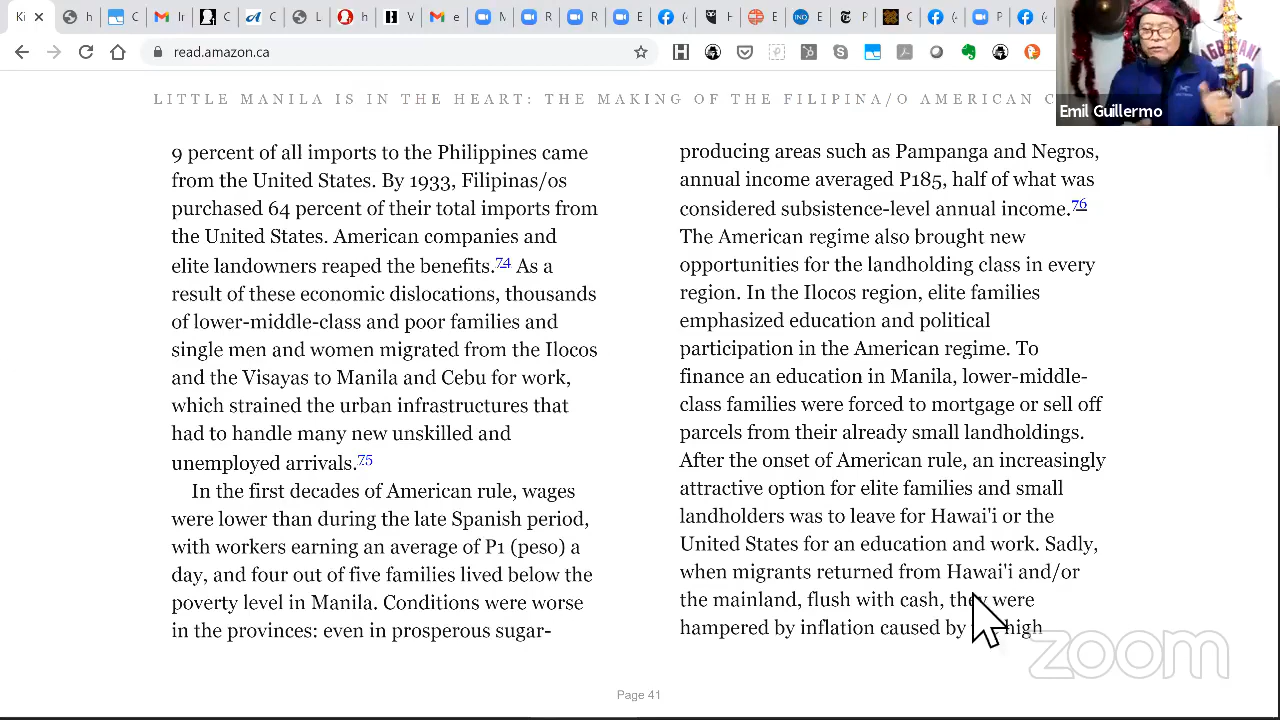 Ki
C
M
In
C
C
L
h
V
e
M
R
R
E
(
H
E
E
P
C
(
P
(
read.amazon.ca
LITTLE MANILA IS IN THE HEART: THE MAKING OF THE FILIPINA/O AMERICAN C
Emil Guillermo
9 percent of all imports to the Philippines came
from the United States. By 1933, Filipinas/os
purchased 64 percent of their total imports from
the United States. American companies and
elite landowners reaped the benefits.74 As a
result of these economic dislocations, thousands
of lower-middle-class and poor families and
single men and women migrated from the Ilocos
and the Visayas to Manila and Cebu for work,
which strained the urban infrastructures that
had to handle many new unskilled and
unemployed arrivals.75
In the first decades of American rule, wages
were lower than during the late Spanish period,
with workers earning an average of P1 (peso) a
day, and four out of five families lived below the
poverty level in Manila. Conditions were worse
in the provinces: even in prosperous sugar-
producing areas such as Pampanga and Negros,
annual income averaged P185, half of what was
considered subsistence-level annual income.76
The American regime also brought new
opportunities for the landholding class in every
region. In the Ilocos region, elite families
emphasized education and political
participation in the American regime. To
finance an education in Manila, lower-middle-
class families were forced to mortgage or sell off
parcels from their already small landholdings.
After the onset of American rule, an increasingly
attractive option for elite families and small
landholders was to leave for Hawai'i or the
United States for an education and work. Sadly,
when migrants returned from Hawai'i and/or
the mainland, flush with cash, they were
hampered by inflation caused by high
zoom
Page 41